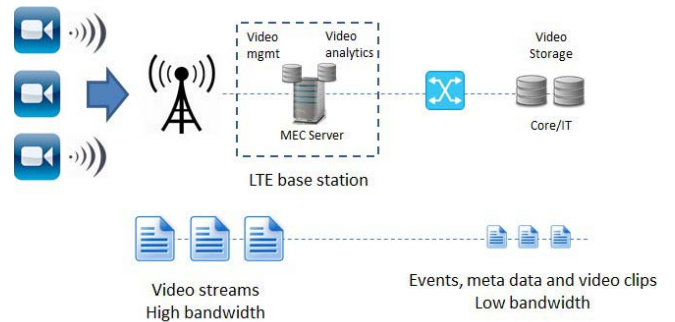 Video
mgmt
Video
analytics
MEC Server
LTE base station
Video
Storage
Core/IT
Video streams
High bandwidth
Events, meta data and video clips
Low bandwidth